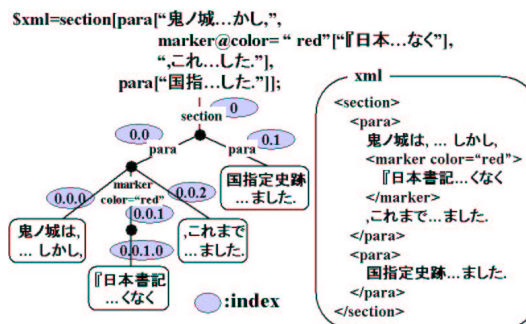 $xml=section[para["鬼ノ城…かし,",
marker@color= " red"["『日本…なく"],
",これ…した."],
para["国指…した."]];
0
section
0.0
0.1
para
para
0.0.0
marker
color="red"
0.0.2
0.0.1
国指定史跡
…ました.
鬼ノ城は,
… しかし,
,これまで
…ました.
0.0.1.0
『日本書記
… くなく
:index
xml
<section>
<para>
鬼ノ城は, … しかし,
<marker color="red">
『日本書記…くなく
</marker>
,これまで…ました.
</para>
<para>
国指定史跡…ました.
</para>
</section>